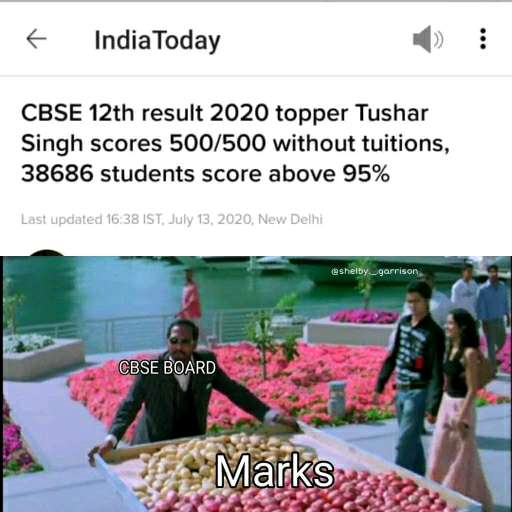 IndiaToday
CBSE 12th result 2020 topper Tushar
Singh scores 500/500 without tuitions,
38686 students score above 95%
Last updated 16:38 IST, July 13, 2020, New Delhi
@shelby._.garrison
CBSE BOARD
Marks